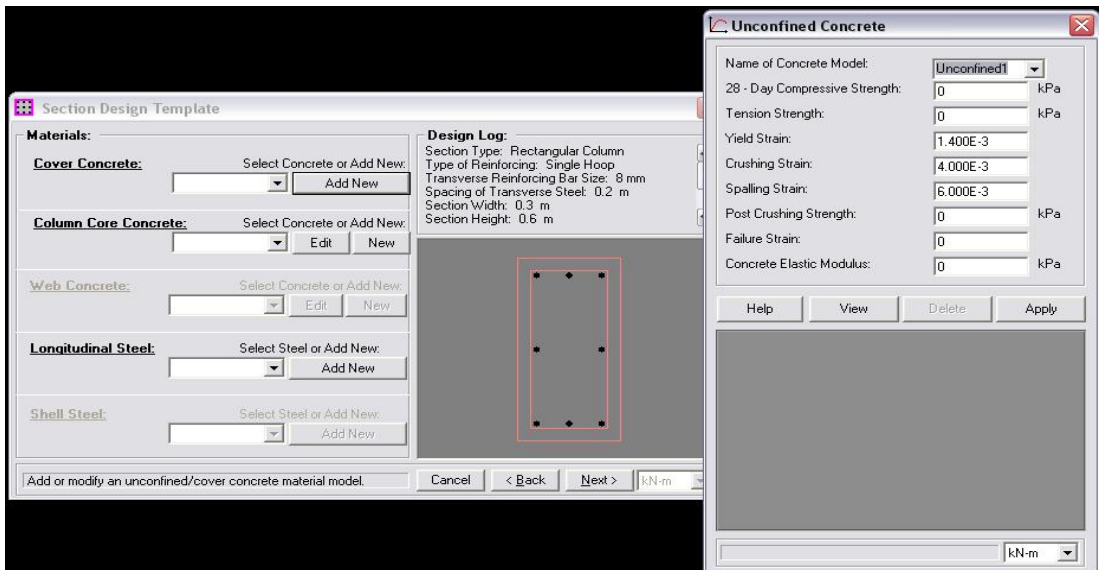 Section Design Template
Materials:
Cover Concrete:
Select Concrete or Add New:
Add New
Column Core Concrete:
Select Concrete or Add New:
Edit
New
Web Concrete:
Select Concrete or Add New:
Edit
New
Longitudinal Steel:
Select Steel or Add New:
Add New
Shell Steel:
Select Steel or Add New:
Add New
Design Log:
Section Type: Rectangular Column
Type of Reinforcing: Single Hoop
Transverse Reinforcing Bar Size: 8 mm
Spacing of Transverse Steel: 0.2 m
Section Width: 0.3 m
Section Height: 0.6 m
Add or modify an unconfined/cover concrete material model.
Cancel
< Back
Next >
kN-m
Unconfined Concrete
Name of Concrete Model: Unconfined1
28 - Day Compressive Strength: 0 kPa
Tension Strength: 0 kPa
Yield Strain: 1.400E-3
Crushing Strain: 4.000E-3
Spalling Strain: 6.000E-3
Post Crushing Strength: 0 kPa
Failure Strain: 0
Concrete Elastic Modulus: 0 kPa
Help
View
Delete
Apply
kN-m